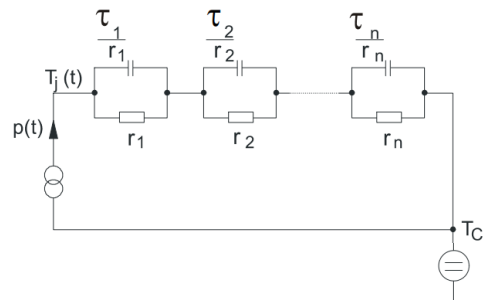 τ1 τ2 τn
r1 r2 rn
Tj (t)
p(t)
r1 r2 rn
TC